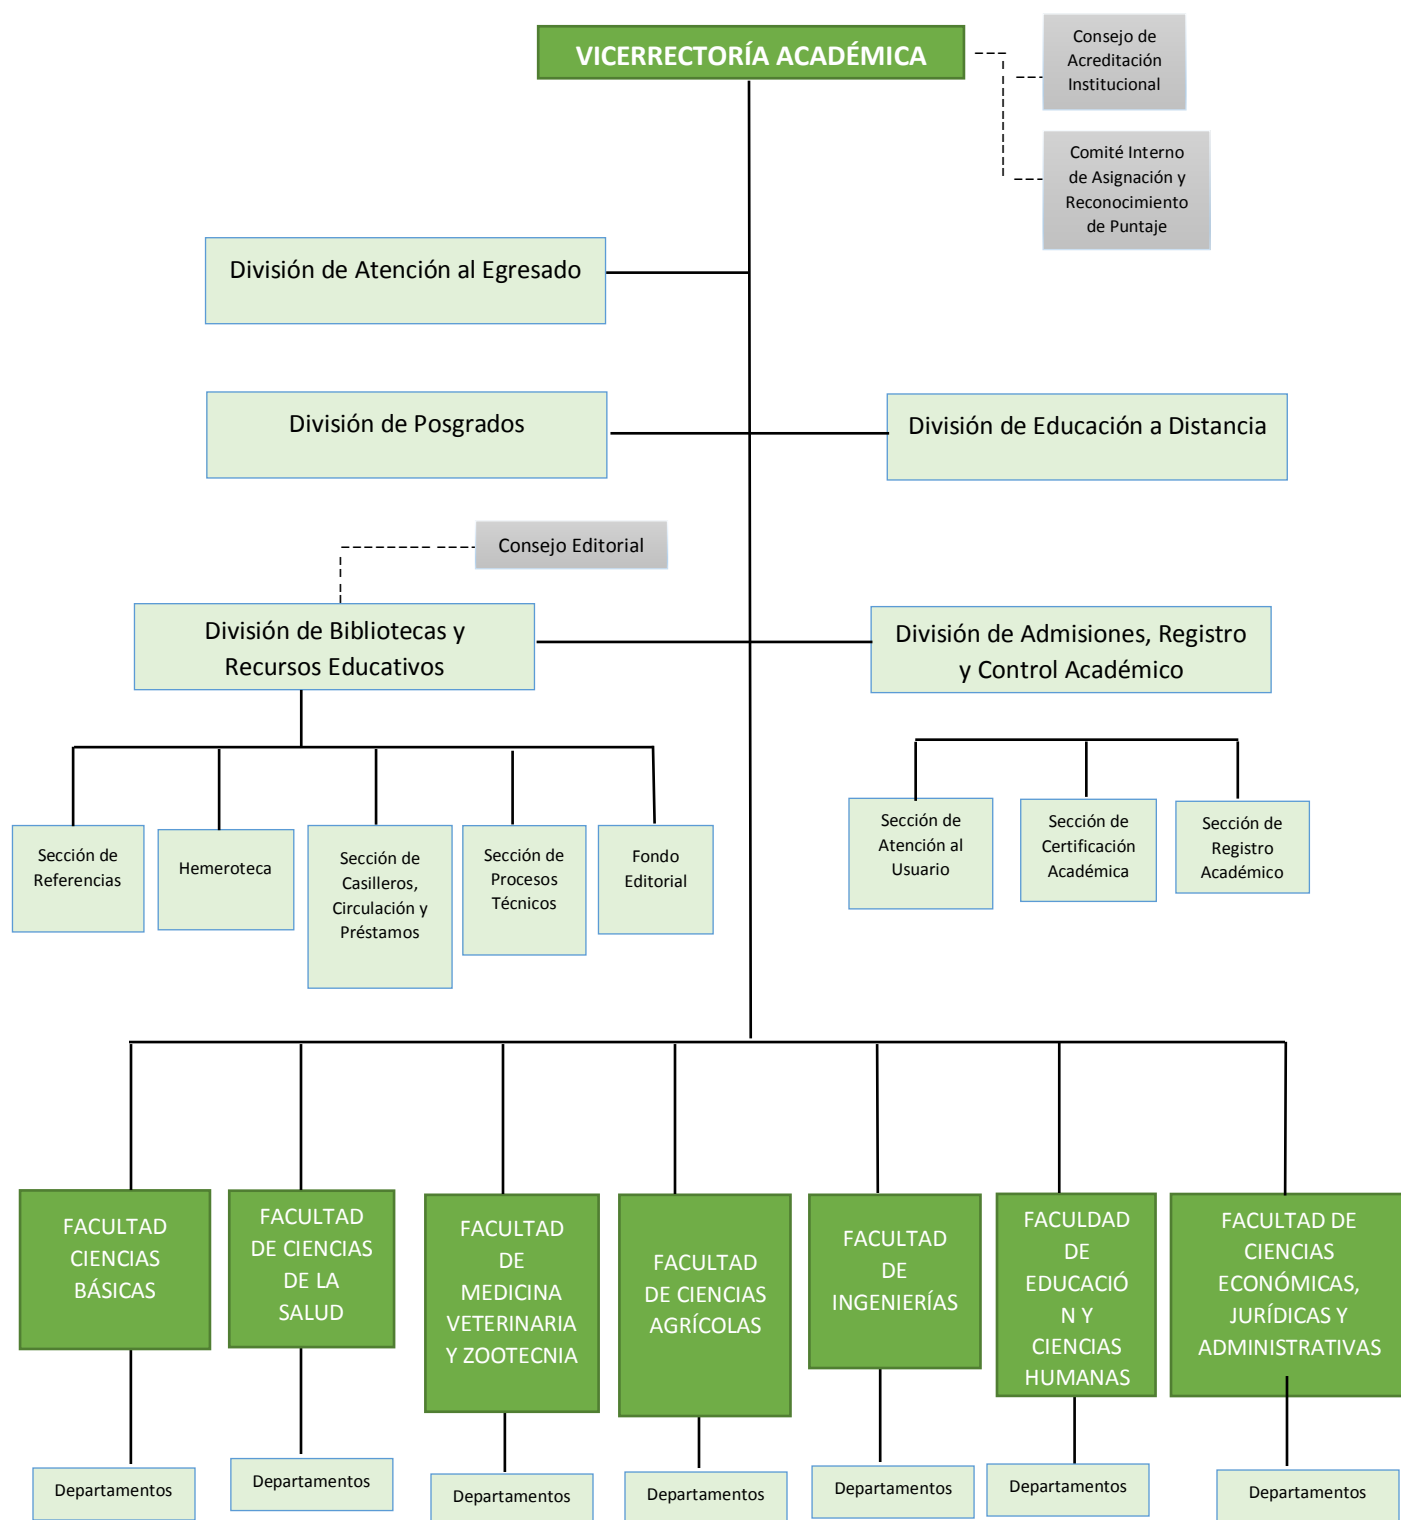 VICERRECTORÍA ACADÉMICA
Consejo de
Acreditación
Institucional
Comité Interno
de Asignación y
Reconocimiento
de Puntaje
División de Atención al Egresado
División de Posgrados
División de Educación a Distancia
Consejo Editorial
División de Bibliotecas y
Recursos Educativos
División de Admisiones, Registro
y Control Académico
Sección de
Referencias
Hemeroteca
Sección de
Casilleros,
Circulación y
Préstamos
Sección de
Procesos
Técnicos
Fondo
Editorial
Sección de
Atención al
Usuario
Sección de
Certificación
Académica
Sección de
Registro
Académico
FACULTAD
CIENCIAS
BÁSICAS
FACULTAD
DE CIENCIAS
DE LA
SALUD
FACULTAD
DE
MEDICINA
VETERINARIA
Y ZOOTECNIA
FACULTAD
DE CIENCIAS
AGRÍCOLAS
FACULTAD
DE
INGENIERÍAS
FACULDAD
DE
EDUCACIÓ
N Y
CIENCIAS
HUMANAS
FACULTAD DE
CIENCIAS
ECONÓMICAS,
JURÍDICAS Y
ADMINISTRATIVAS
Departamentos
Departamentos
Departamentos
Departamentos
Departamentos
Departamentos
Departamentos